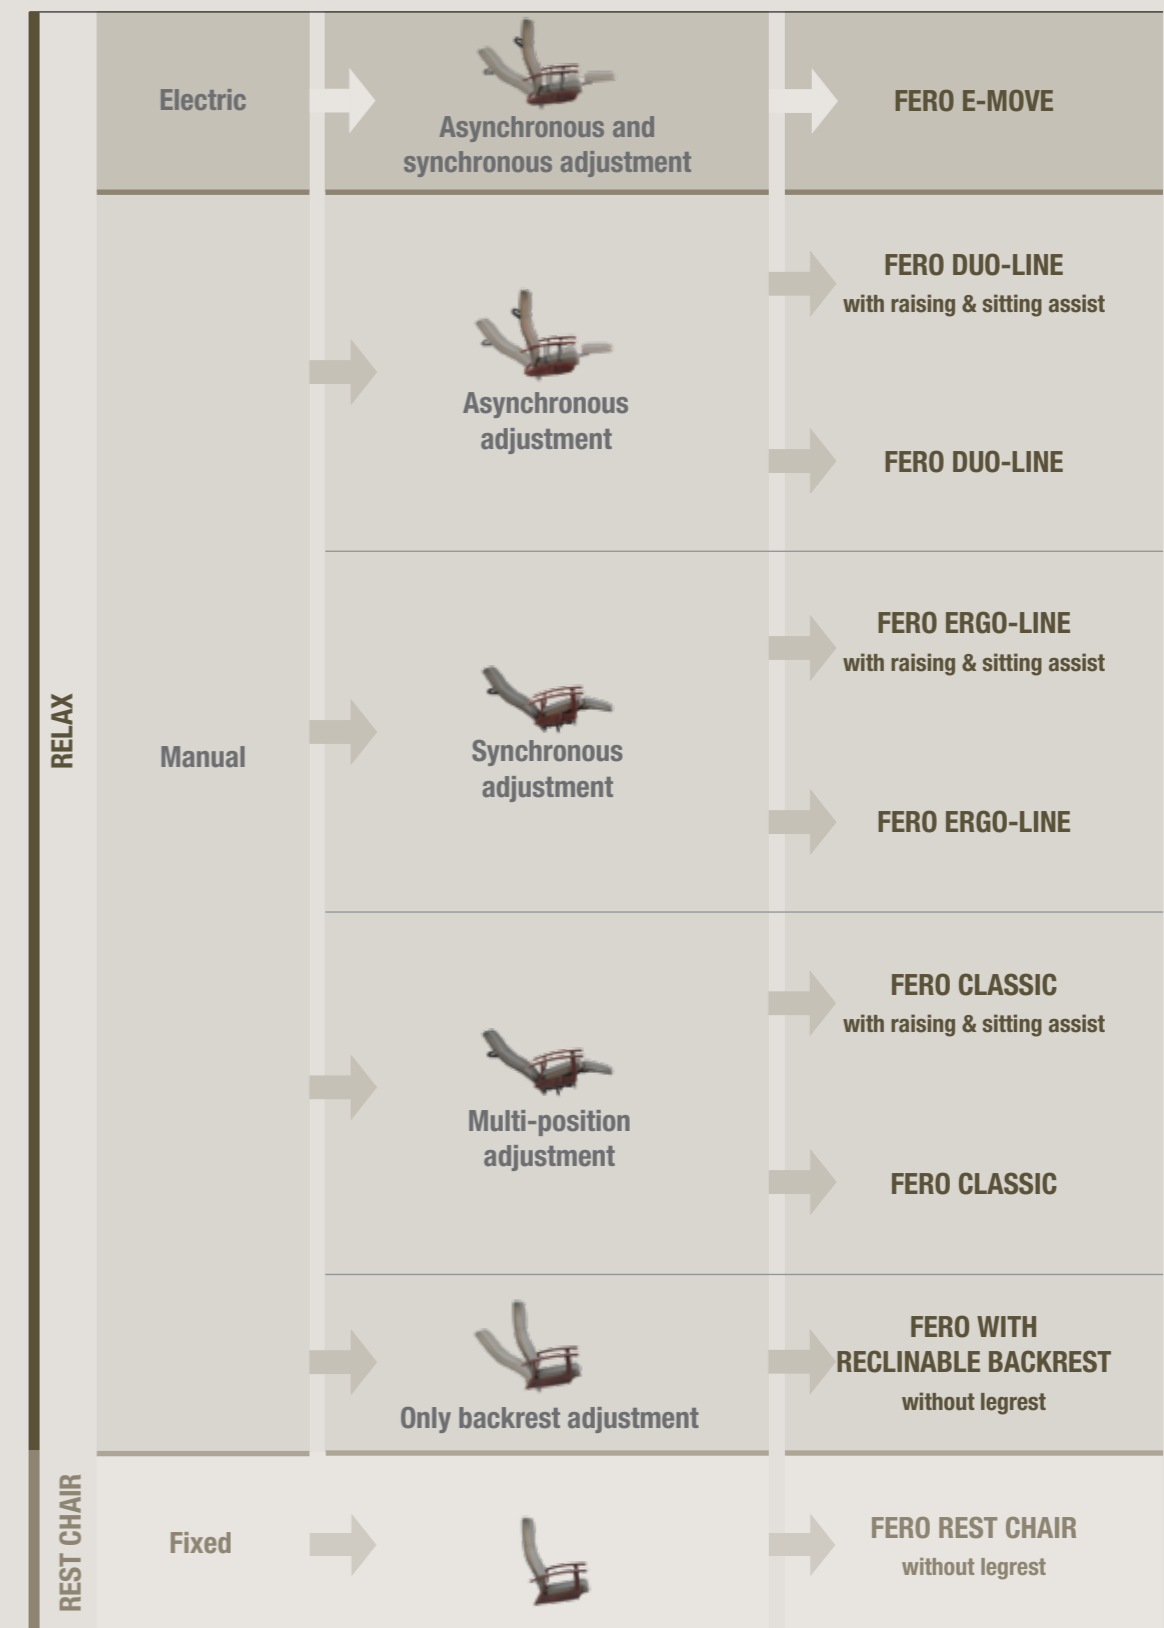 RELAX
Electric
Asynchronous and
synchronous adjustment
FERO E-MOVE
Manual
Asynchronous
adjustment
FERO DUO-LINE
with raising & sitting assist
FERO DUO-LINE
Synchronous
adjustment
FERO ERGO-LINE
with raising & sitting assist
FERO ERGO-LINE
Multi-position
adjustment
FERO CLASSIC
with raising & sitting assist
FERO CLASSIC
Only backrest adjustment
FERO WITH
RECLINABLE BACKREST
without legrest
REST CHAIR
Fixed
FERO REST CHAIR
without legrest